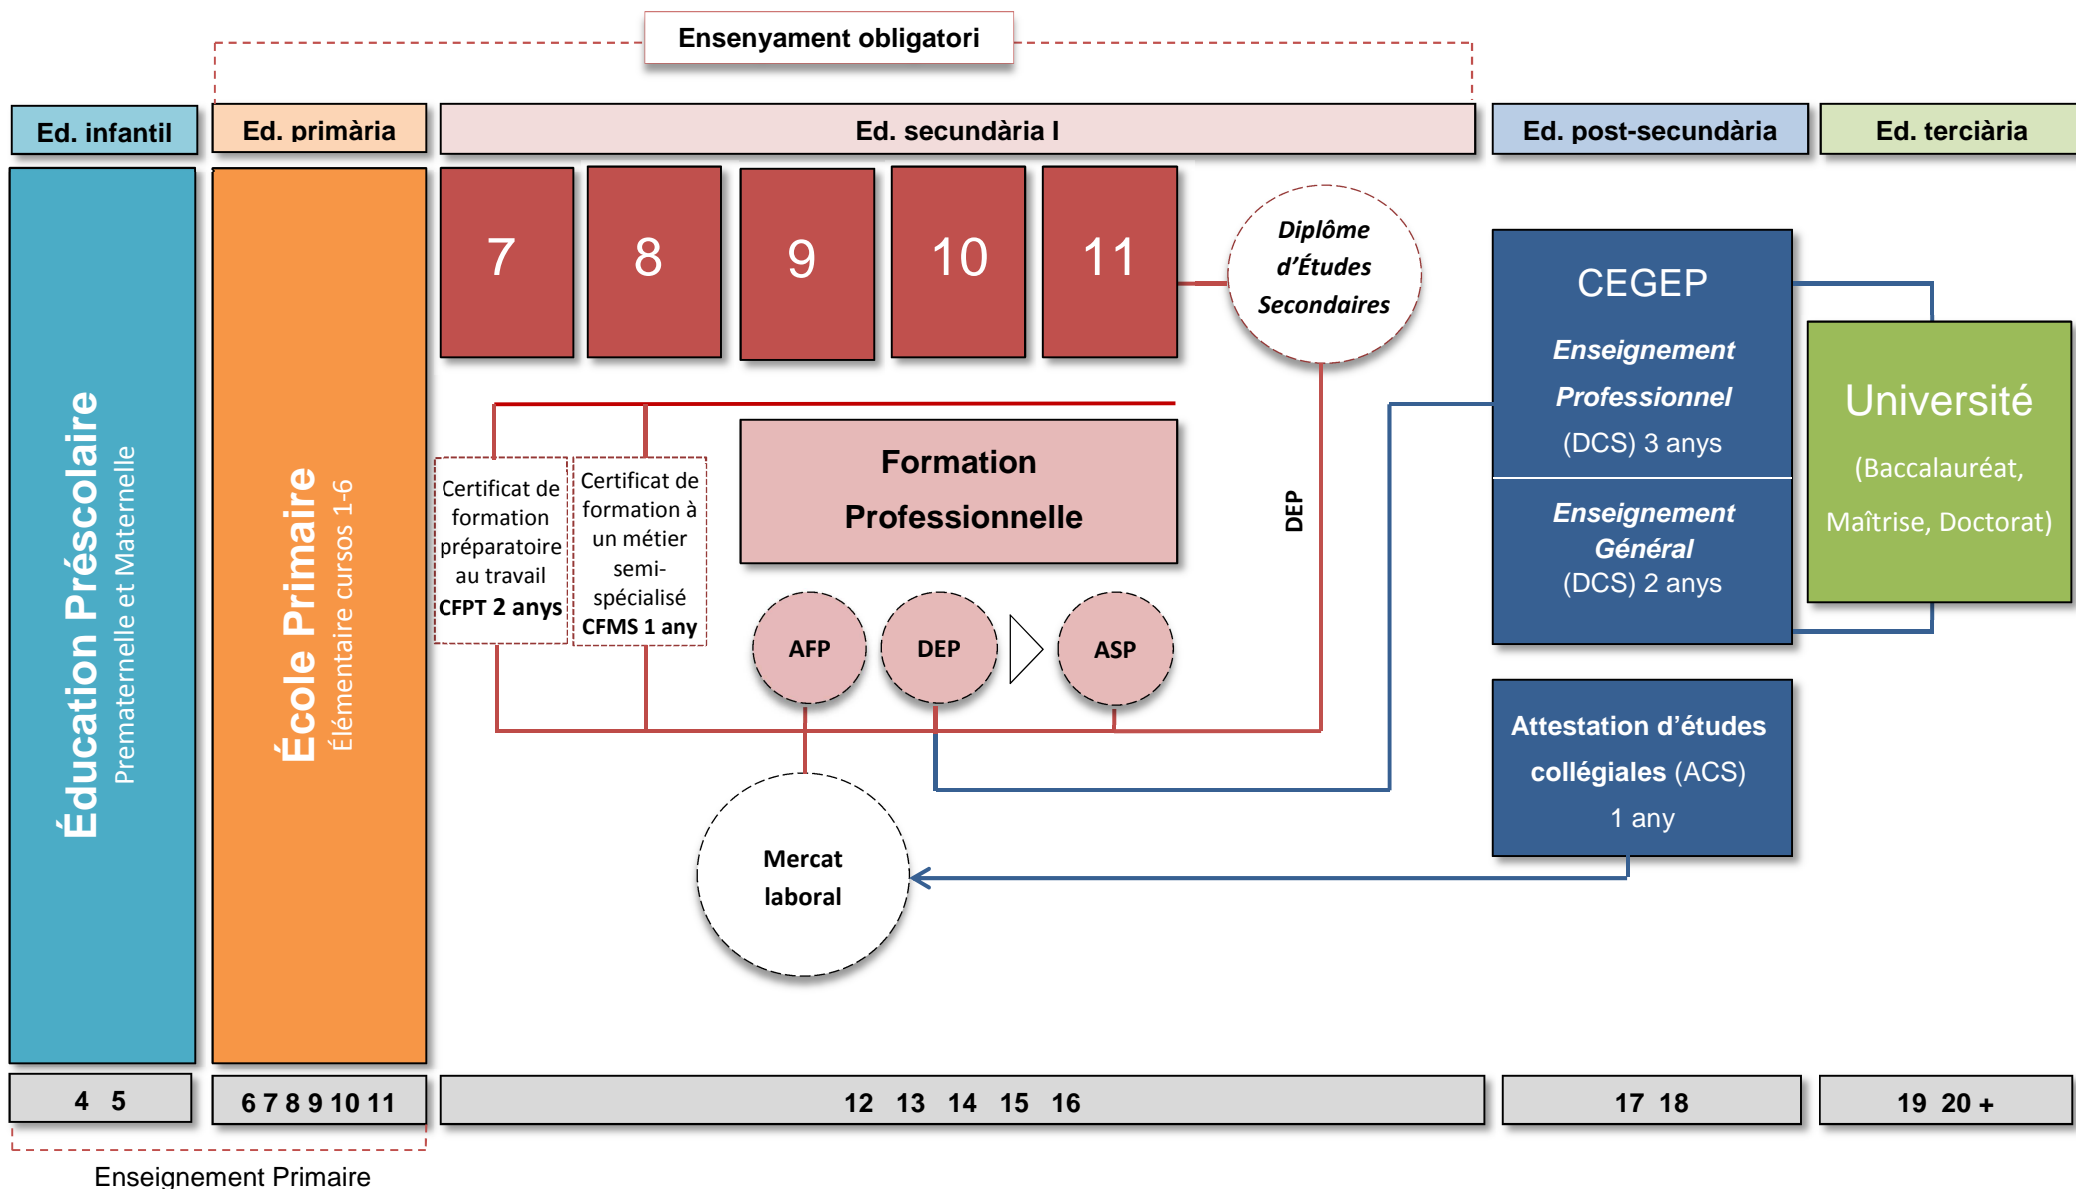 Ensenyament obligatori
Ed. infantil
Ed. primària
Ed. secundària I
Ed. post-secundària
Ed. terciària
Éducation Préscolaire
Prematernelle et Maternelle
École Primaire
Élémentaire cursos 1-6
7
8
9
10
11
Diplôme
d’Études
Secondaires
Certificat de
formation
préparatoire
au travail
CFPT 2 anys
Certificat de
formation à
un métier
semi-
spécialisé
CFMS 1 any
Formation
Professionnelle
AFP
DEP
ASP
DEP
Mercat
laboral
CEGEP
Enseignement
Professionnel
(DCS) 3 anys
Enseignement
Général
(DCS) 2 anys
Attestation d’études
collégiales (ACS)
1 any
Université
(Baccalauréat,
Maîtrise, Doctorat)
4 5
6 7 8 9 10 11
12 13 14 15 16
17 18
19 20 +
Enseignement Primaire